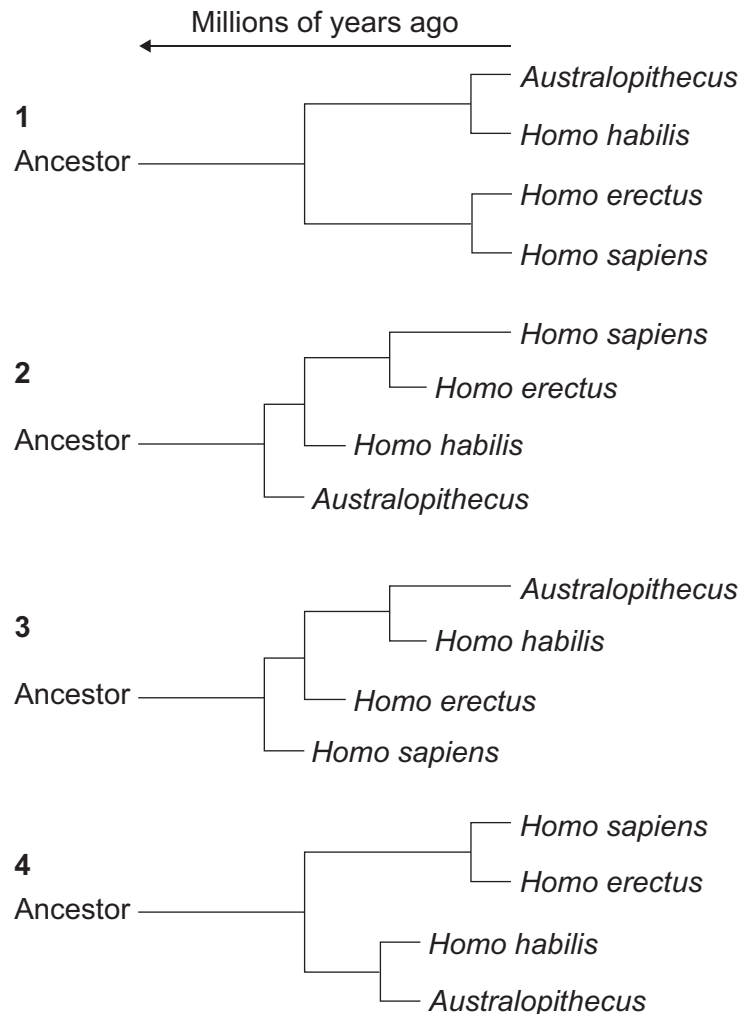 Millions of years ago
1
Ancestor
Australopithecus
Homo habilis
Homo erectus
Homo sapiens
2
Ancestor
Homo sapiens
Homo erectus
Homo habilis
Australopithecus
3
Ancestor
Australopithecus
Homo habilis
Homo erectus
Homo sapiens
4
Ancestor
Homo sapiens
Homo erectus
Homo habilis
Australopithecus